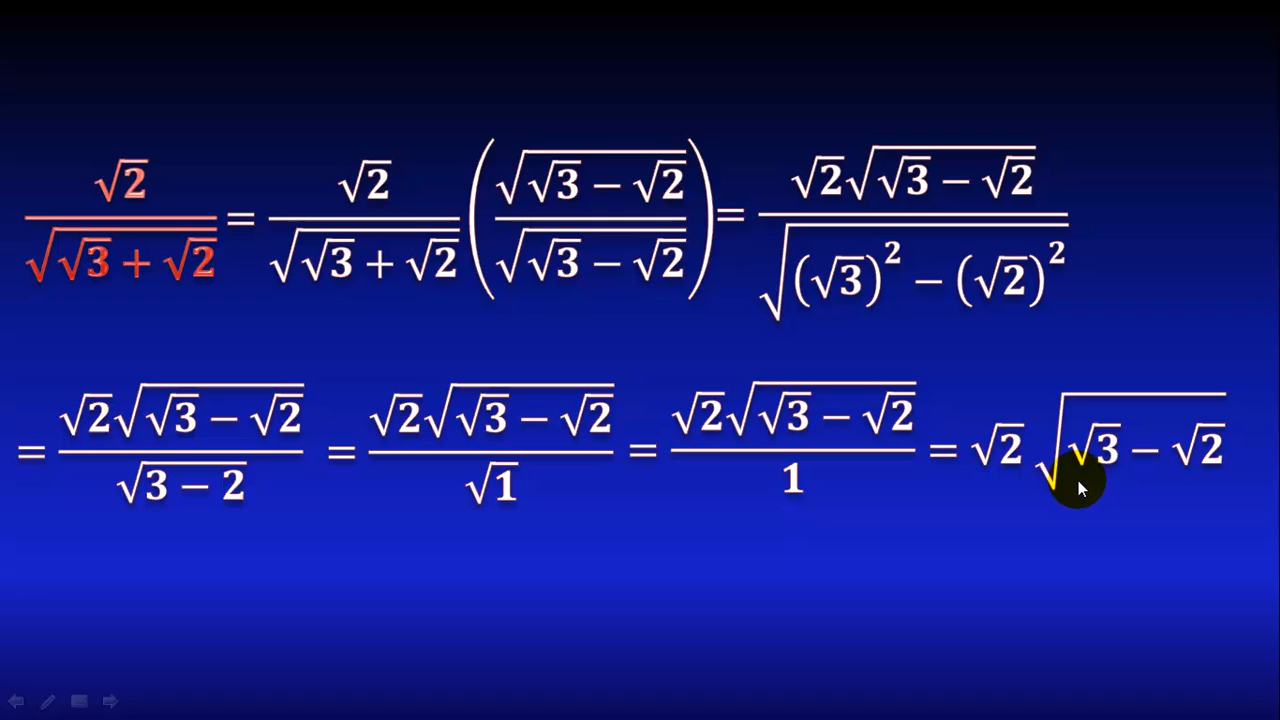 √2/√(√3 + √2) = √2/√(√3 + √2) (√(√3 − √2)/√(√3 − √2)) = √2√(√3 − √2)/√((√3)² − (√2)²)
= √2√(√3 − √2)/√(3 − 2) = √2√(√3 − √2)/√1 = √2√(√3 − √2)/1 = √2 √(√3 − √2)